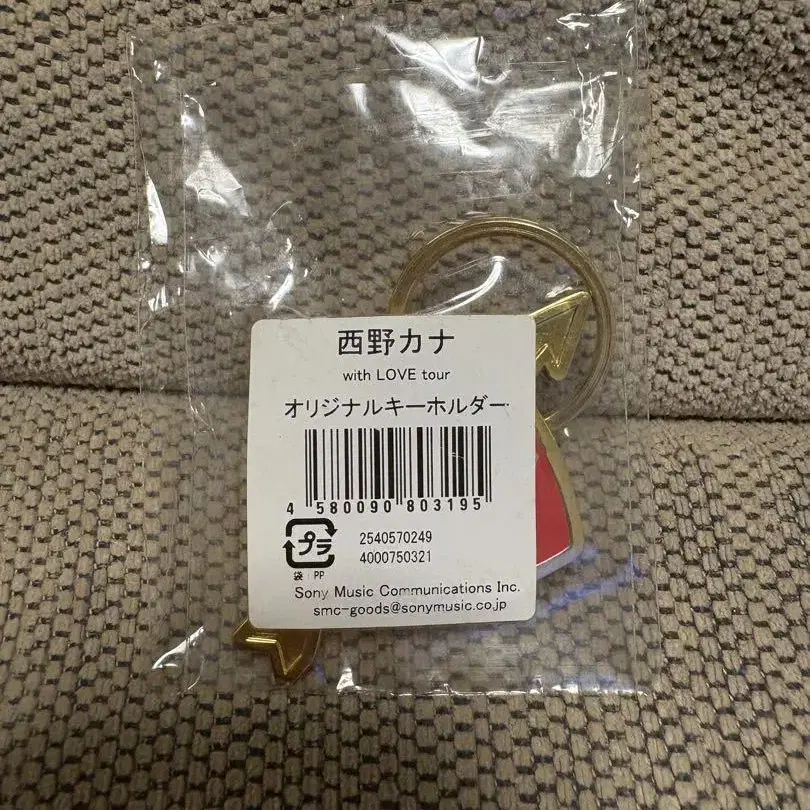 西野カナ
with LOVE tour
オリジナルキーホルダー
4 580090 803195
プラ
袋：PP
2540570249
4000750321
Sony Music Communications Inc.
smc-goods@sonymusic.co.jp